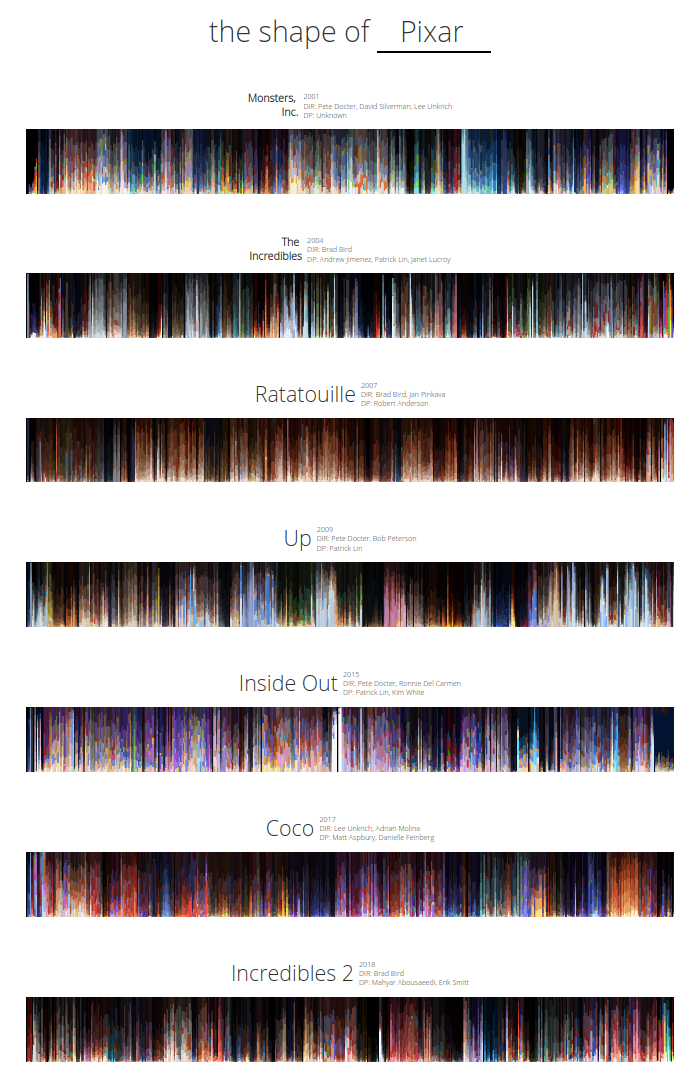 the shape of Pixar
Monsters,
Inc.
2001
DIR: Pete Docter, David Silverman, Lee Unkrich
DP: Unknown
The
Incredibles
2004
DIR: Brad Bird
DP: Andrew Jimenez, Patrick Lin, Janet Lucroy
Ratatouille
2007
DIR: Brad Bird, Jan Pinkava
DP: Robert Anderson
Up
2009
DIR: Pete Docter, Bob Peterson
DP: Patrick Lin
Inside Out
2015
DIR: Pete Docter, Ronnie Del Carmen
DP: Patrick Lin, Kim White
Coco
2017
DIR: Lee Unkrich, Adrian Molina
DP: Matt Aspbury, Danielle Feinberg
Incredibles 2
2018
DIR: Brad Bird
DP: Mahyar Abousaeedi, Erik Smitt